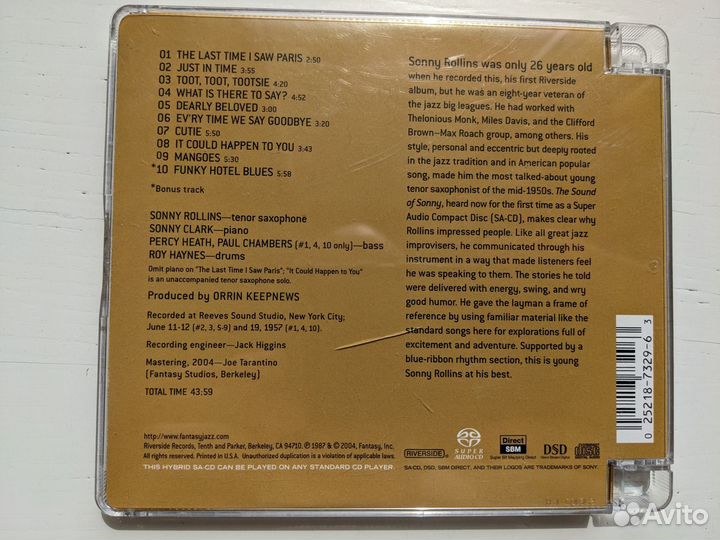 01 THE LAST TIME I SAW PARIS 2:50
02 JUST IN TIME 3:55
03 TOOT, TOOT, TOOTSIE 4:20
04 WHAT IS THERE TO SAY? 4:52
05 DEARLY BELOVED 3:00
06 EV'RY TIME WE SAY GOODBYE 3:20
07 CUTIE 5:50
08 IT COULD HAPPEN TO YOU 3:43
09 MANGOES 5:30
*10 FUNKY HOTEL BLUES 5:58
*Bonus track
SONNY ROLLINS—tenor saxophone
SONNY CLARK—piano
PERCY HEATH, PAUL CHAMBERS (#1, 4, 10 only)—bass
ROY HAYNES—drums
Omit piano on "The Last Time I Saw Paris"; "It Could Happen to You"
is an unaccompanied tenor saxophone solo.
Produced by ORRIN KEEPNEWS
Recorded at Reeves Sound Studio, New York City;
June 11-12 (#2, 3, 5-9) and 19, 1957 (#1, 4, 10).
Recording engineer—Jack Higgins
Mastering, 2004—Joe Tarantino
(Fantasy Studios, Berkeley)
TOTAL TIME 43:59
Sonny Rollins was only 26 years old
when he recorded this, his first Riverside
album, but he was an eight-year veteran of
the jazz big leagues. He had worked with
Thelonious Monk, Miles Davis, and the Clifford
Brown–Max Roach group, among others. His
style, personal and eccentric but deeply rooted
in the jazz tradition and in American popular
song, made him the most talked-about young
tenor saxophonist of the mid-1950s. The Sound
of Sonny, heard now for the first time as a Super
Audio Compact Disc (SA-CD), makes clear why
Rollins impressed people. Like all great jazz
improvisers, he communicated through his
instrument in a way that made listeners feel
he was speaking to them. The stories he told
were delivered with energy, swing, and wry
good humor. He gave the layman a frame of
reference by using familiar material like the
standard songs here for explorations full of
excitement and adventure. Supported by a
blue-ribbon rhythm section, this is young
Sonny Rollins at his best.
0 25218-7329-6 3
http://www.fantasyjazz.com
Riverside Records, Tenth and Parker, Berkeley, CA 94710. ℗ 1987 & © 2004, Fantasy, Inc.
All rights reserved. Printed in U.S.A. Unauthorized duplication is a violation of applicable laws.
THIS HYBRID SA-CD CAN BE PLAYED ON ANY STANDARD CD PLAYER.
RIVERSIDE
SUPER AUDIO CD
Direct SBM
Super Bit Mapping Direct
DSD
Direct Stream Digital
COMPACT disc DIGITAL AUDIO
SA-CD, DSD, SBM DIRECT, AND THEIR LOGOS ARE TRADEMARKS OF SONY.
Avito